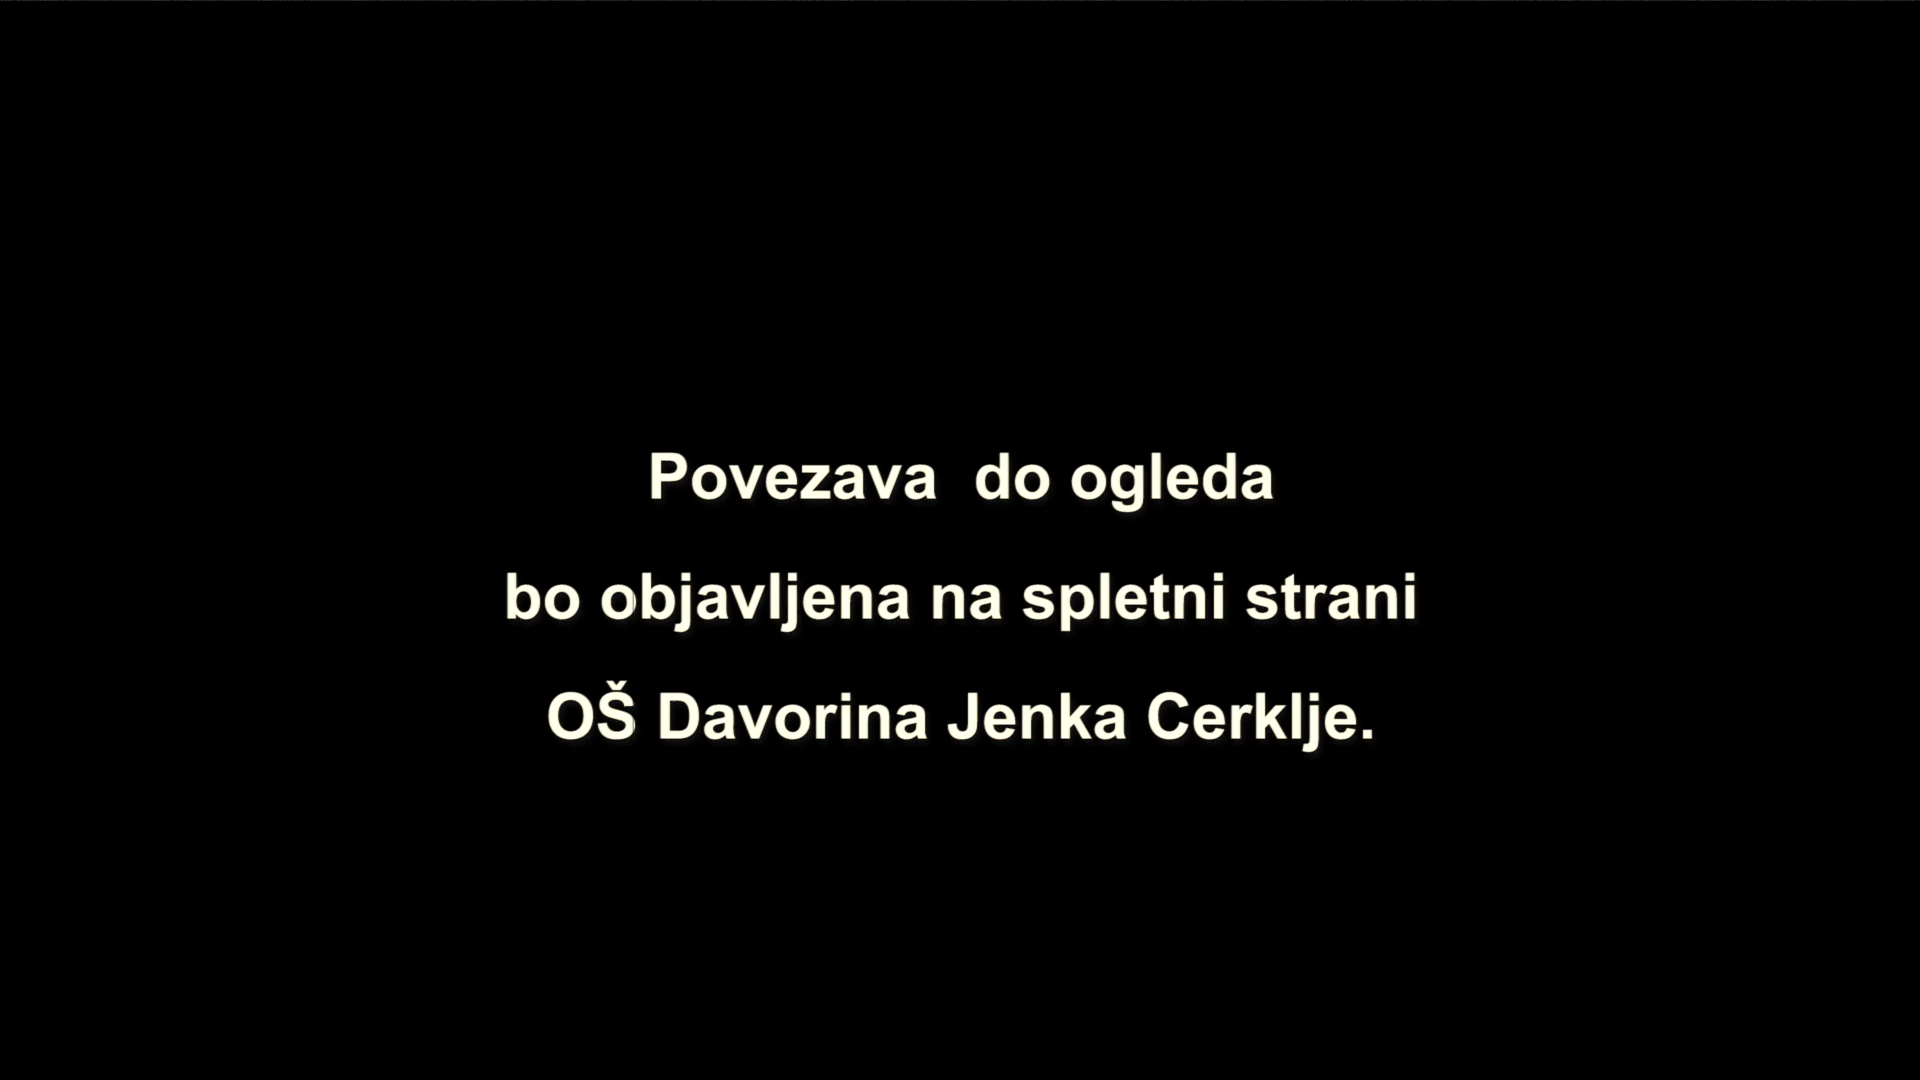 Povezava  do ogleda
bo objavljena na spletni strani
OŠ Davorina Jenka Cerklje.